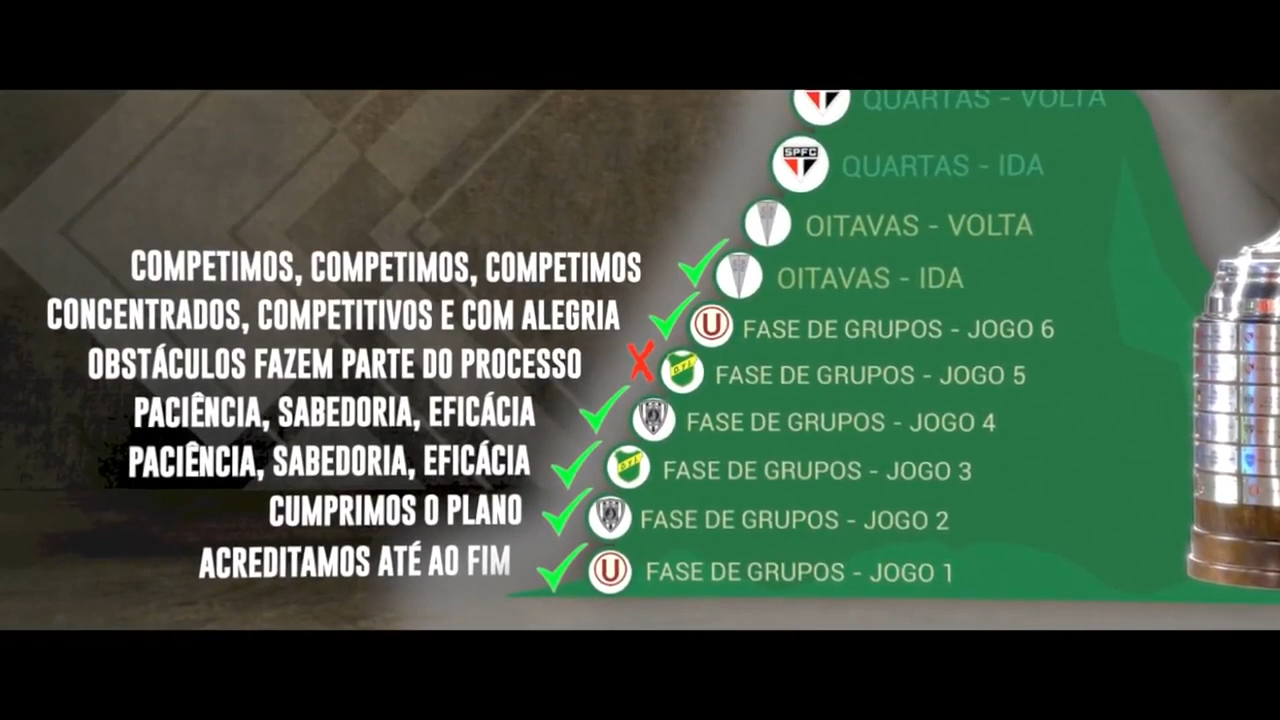 QUARTAS - VOLTA
SPFC
QUARTAS - IDA
OITAVAS - VOLTA
COMPETIMOS, COMPETIMOS, COMPETIMOS
OITAVAS - IDA
CONCENTRADOS, COMPETITIVOS E COM ALEGRIA
U
FASE DE GRUPOS - JOGO 6
OBSTÁCULOS FAZEM PARTE DO PROCESSO
D.Y.J.
FASE DE GRUPOS - JOGO 5
PACIÊNCIA, SABEDORIA, EFICÁCIA
FASE DE GRUPOS - JOGO 4
PACIÊNCIA, SABEDORIA, EFICÁCIA
D.Y.J.
FASE DE GRUPOS - JOGO 3
CUMPRIMOS O PLANO
FASE DE GRUPOS - JOGO 2
ACREDITAMOS ATÉ AO FIM
U
FASE DE GRUPOS - JOGO 1